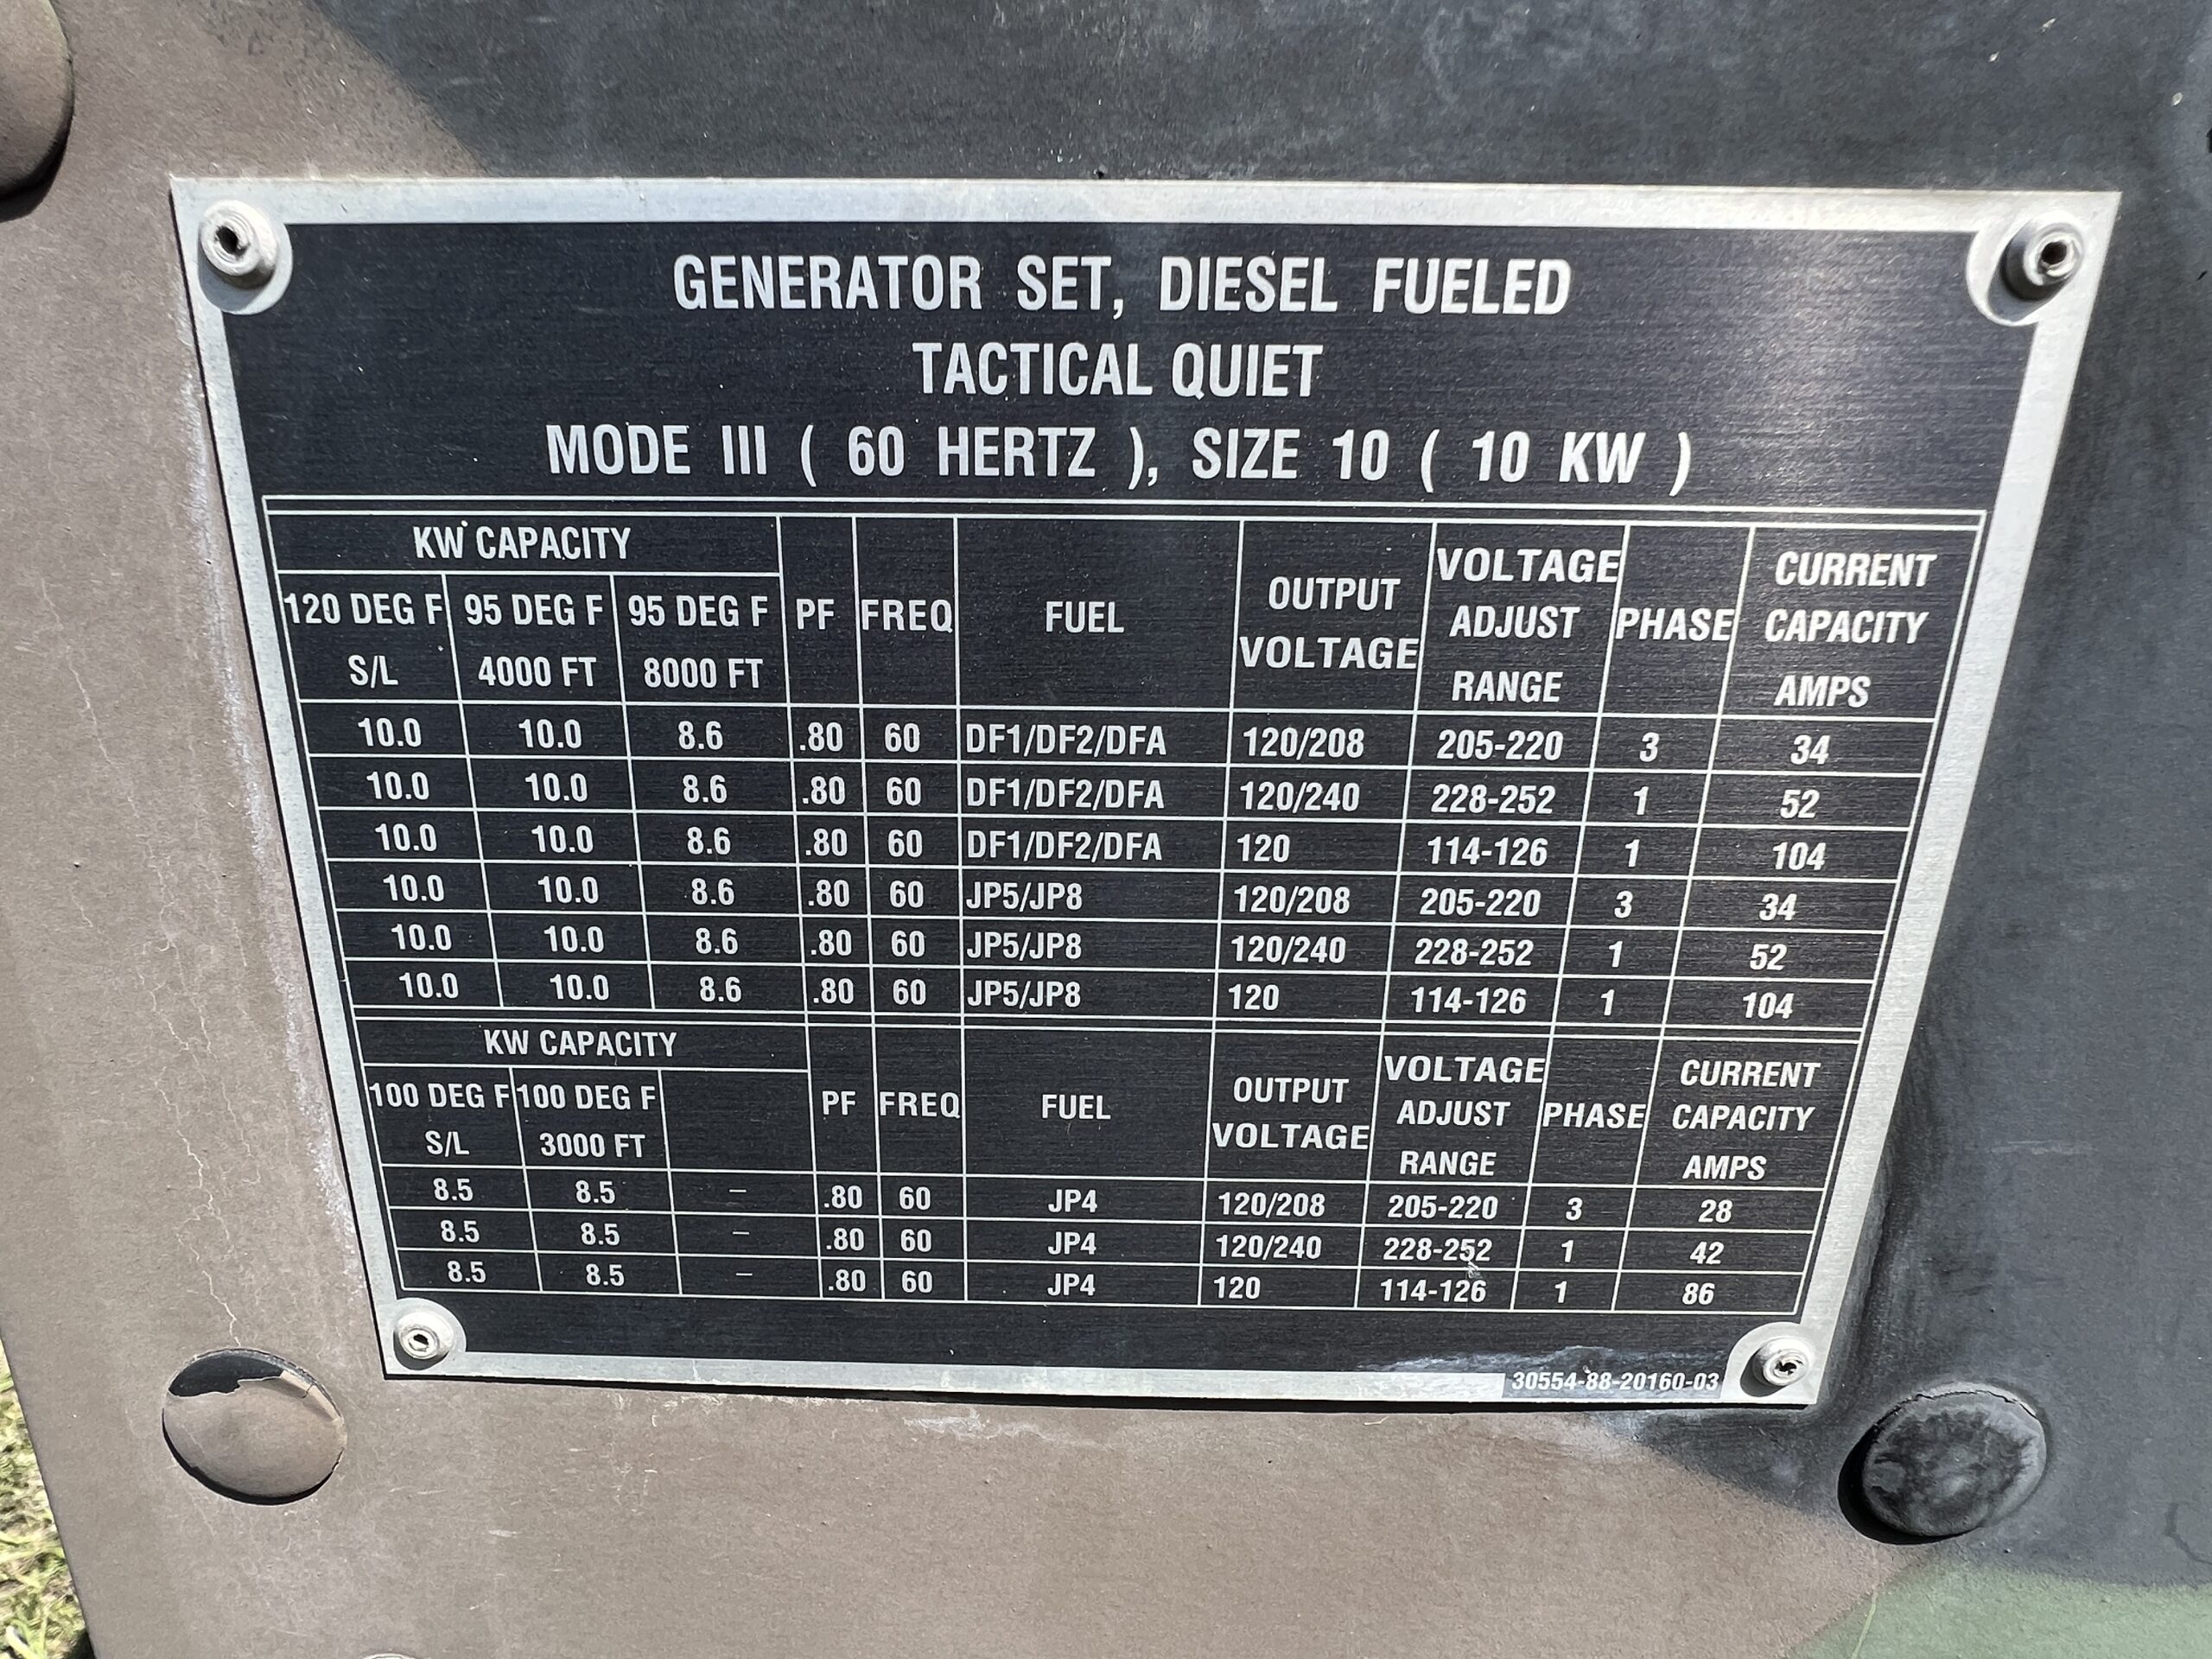 GENERATOR SET, DIESEL FUELED
TACTICAL QUIET
MODE III ( 60 HERTZ ), SIZE 10 ( 10 KW )
KW CAPACITY
120 DEG F S/L 95 DEG F 4000 FT 95 DEG F 8000 FT PF FREQ FUEL OUTPUT VOLTAGE VOLTAGE ADJUST RANGE PHASE CURRENT CAPACITY AMPS
10.0 10.0 8.6 .80 60 DF1/DF2/DFA 120/208 205-220 3 34
10.0 10.0 8.6 .80 60 DF1/DF2/DFA 120/240 228-252 1 52
10.0 10.0 8.6 .80 60 DF1/DF2/DFA 120 114-126 1 104
10.0 10.0 8.6 .80 60 JP5/JP8 120/208 205-220 3 34
10.0 10.0 8.6 .80 60 JP5/JP8 120/240 228-252 1 52
10.0 10.0 8.6 .80 60 JP5/JP8 120 114-126 1 104
KW CAPACITY
100 DEG F S/L 100 DEG F 3000 FT PF FREQ FUEL OUTPUT VOLTAGE VOLTAGE ADJUST RANGE PHASE CURRENT CAPACITY AMPS
8.5 8.5 – .80 60 JP4 120/208 205-220 3 28
8.5 8.5 – .80 60 JP4 120/240 228-252 1 42
8.5 8.5 – .80 60 JP4 120 114-126 1 86
30554-88-20160-03